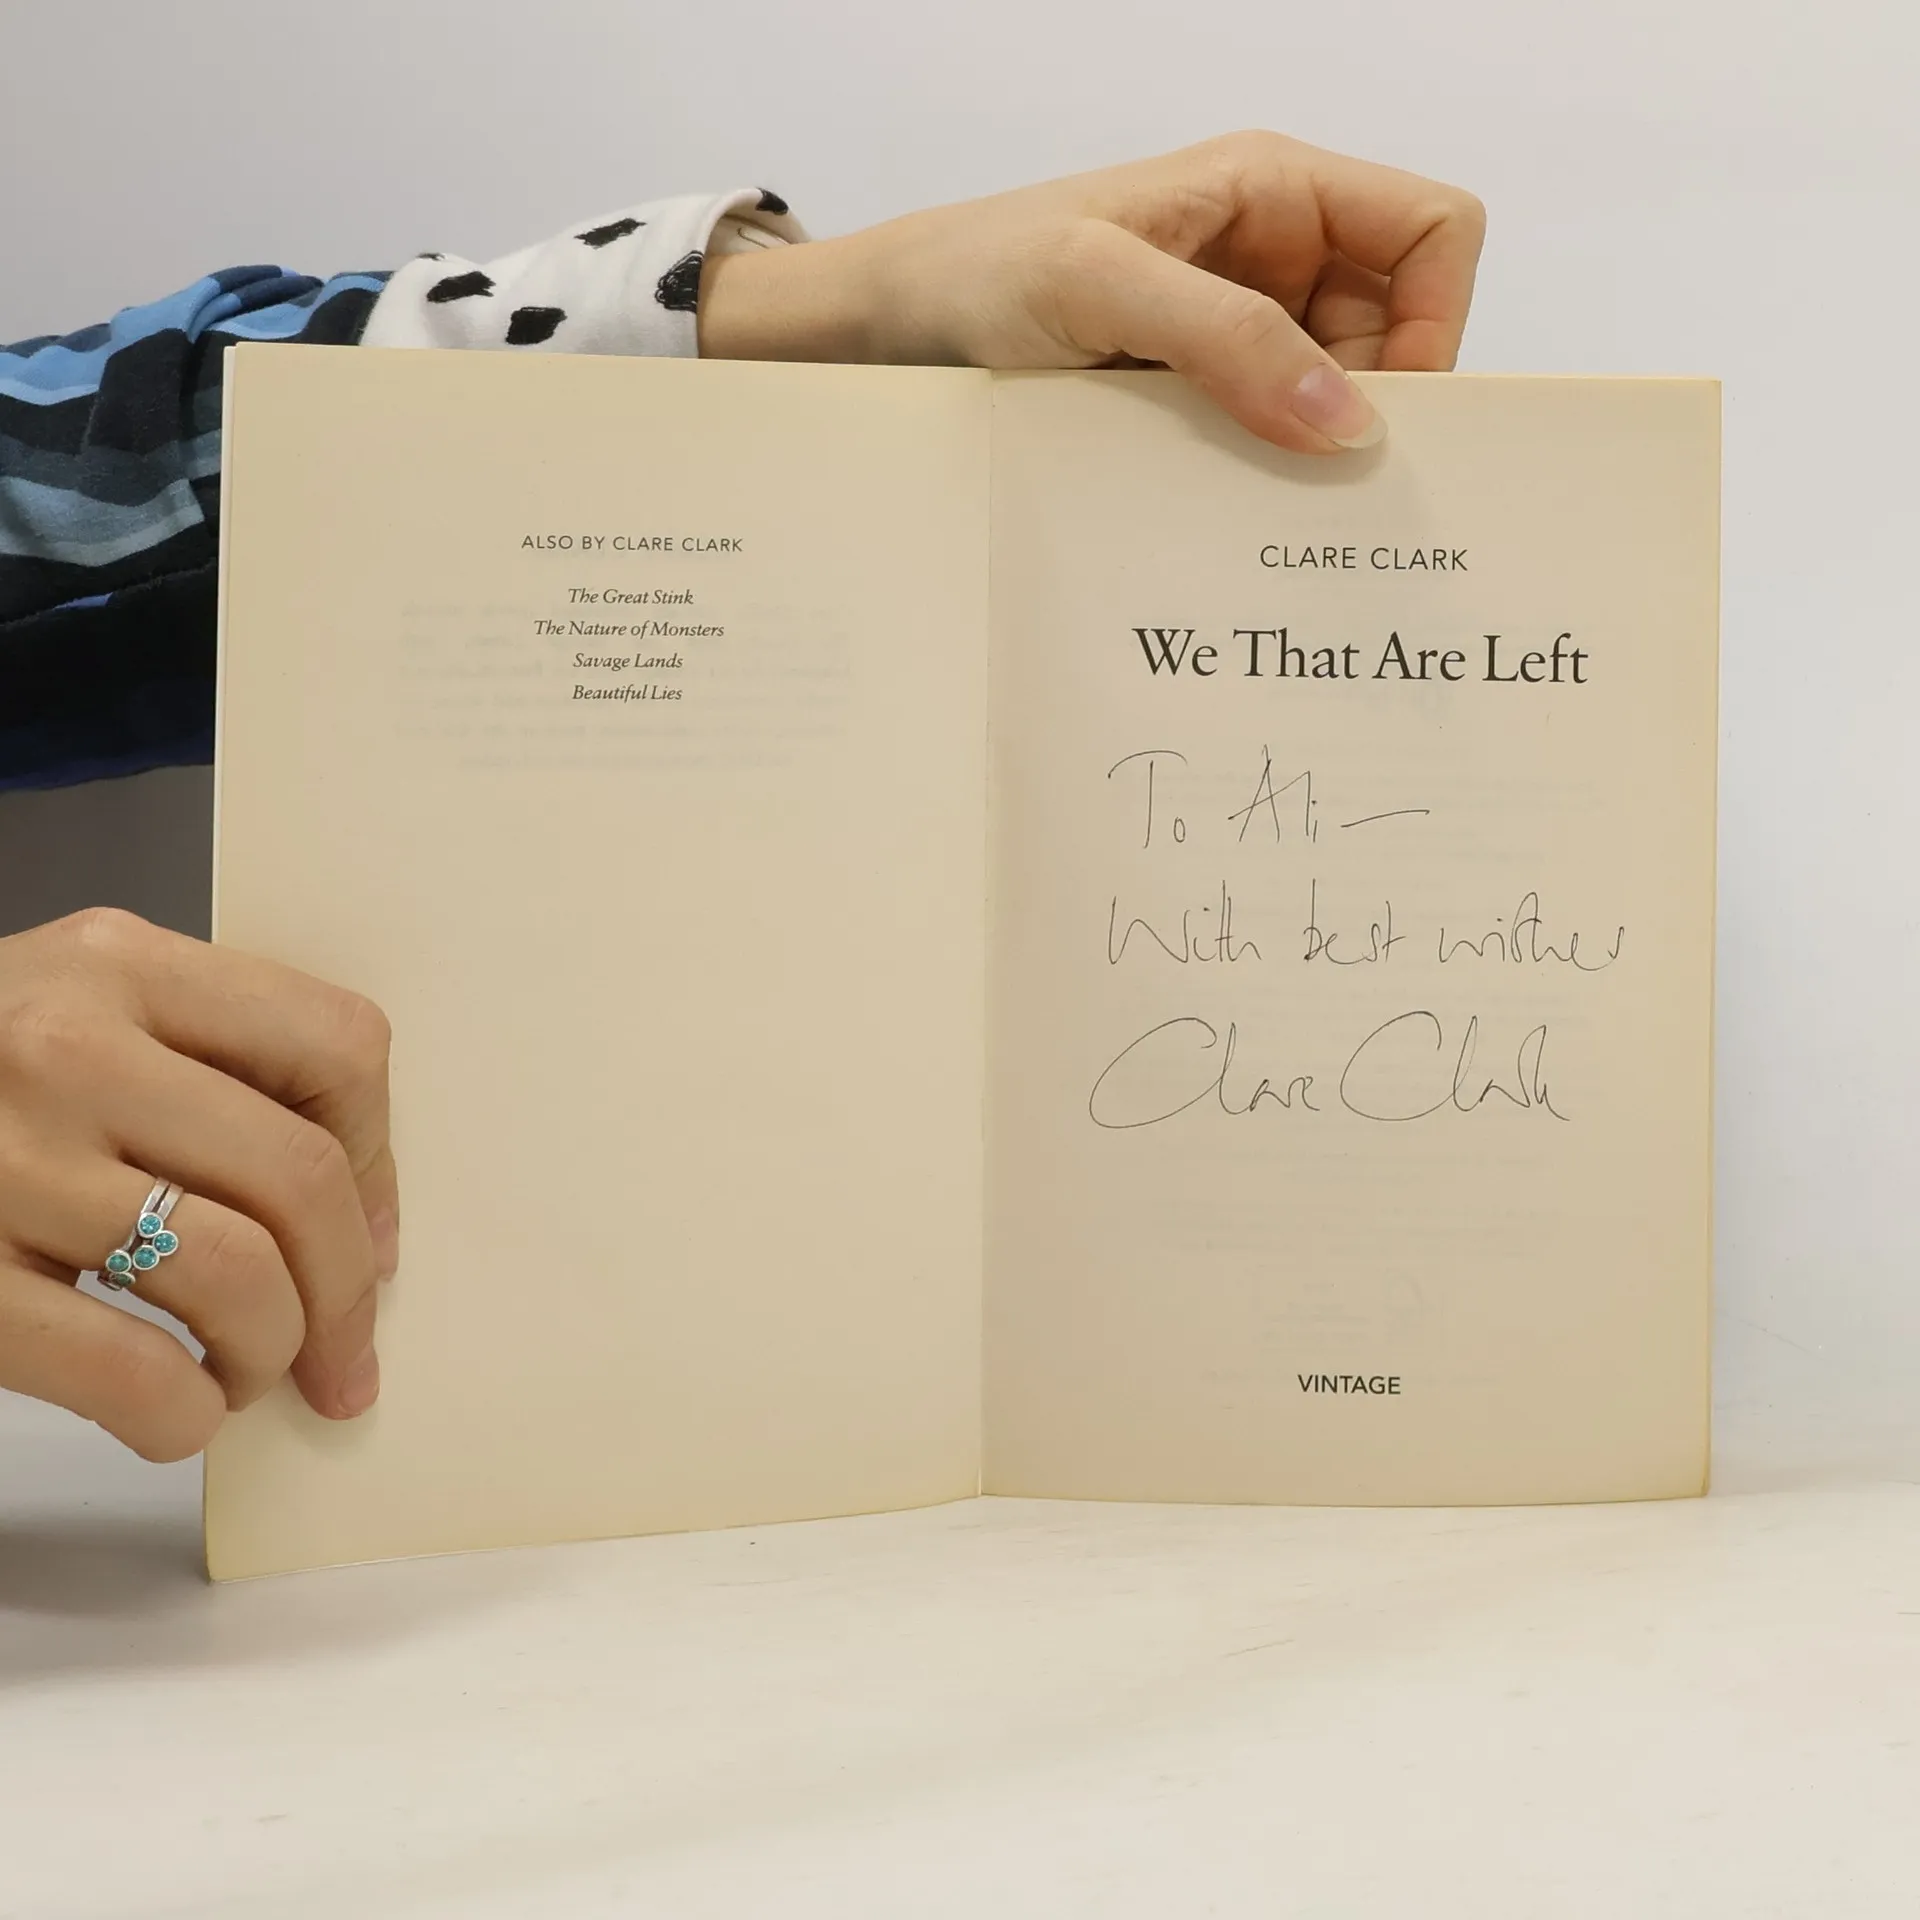 ALSO BY CLARE CLARK
The Great Stink
The Nature of Monsters
Savage Lands
Beautiful Lies
CLARE CLARK
We That Are Left
To Ali —
With best wishes
Clare Clark
VINTAGE